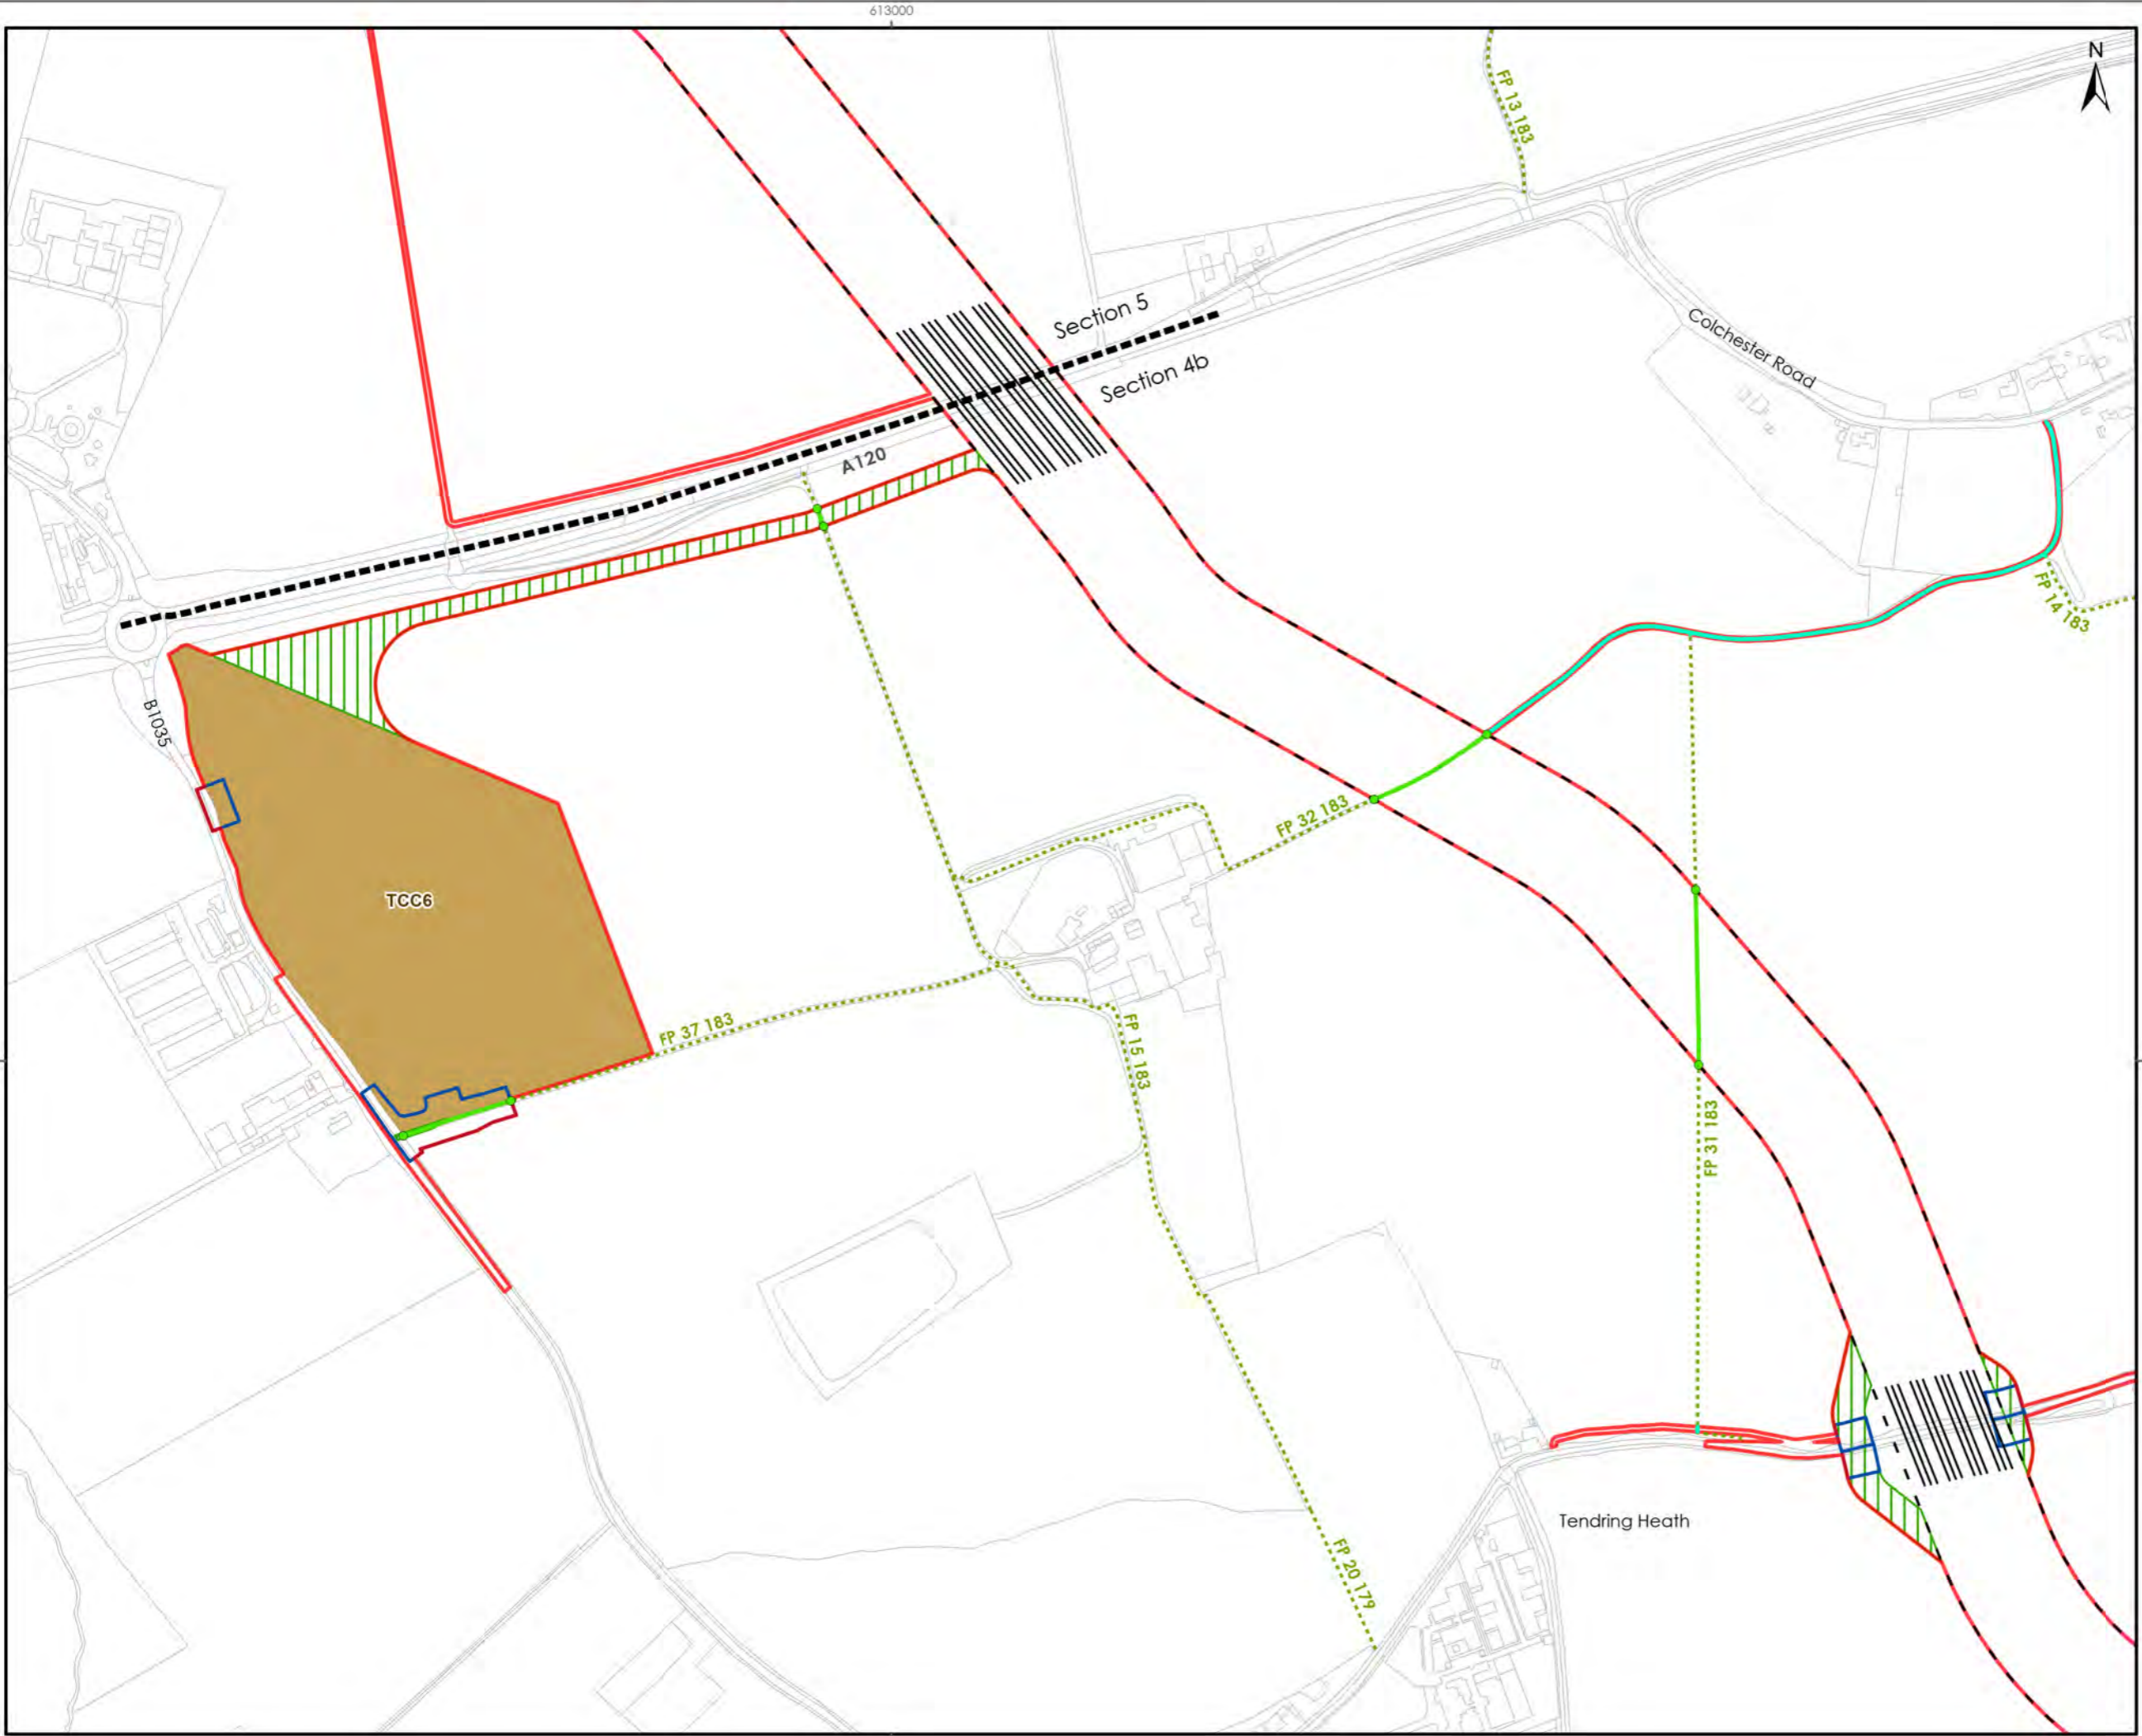 613000
N
FP 13 183
Section 5
Section 4b
Colchester Road
A120
FP 14 183
B1035
FP 32 183
TCC6
FP 37 183
FP 15 183
FP 31 183
Tendring Heath
FP 20 179